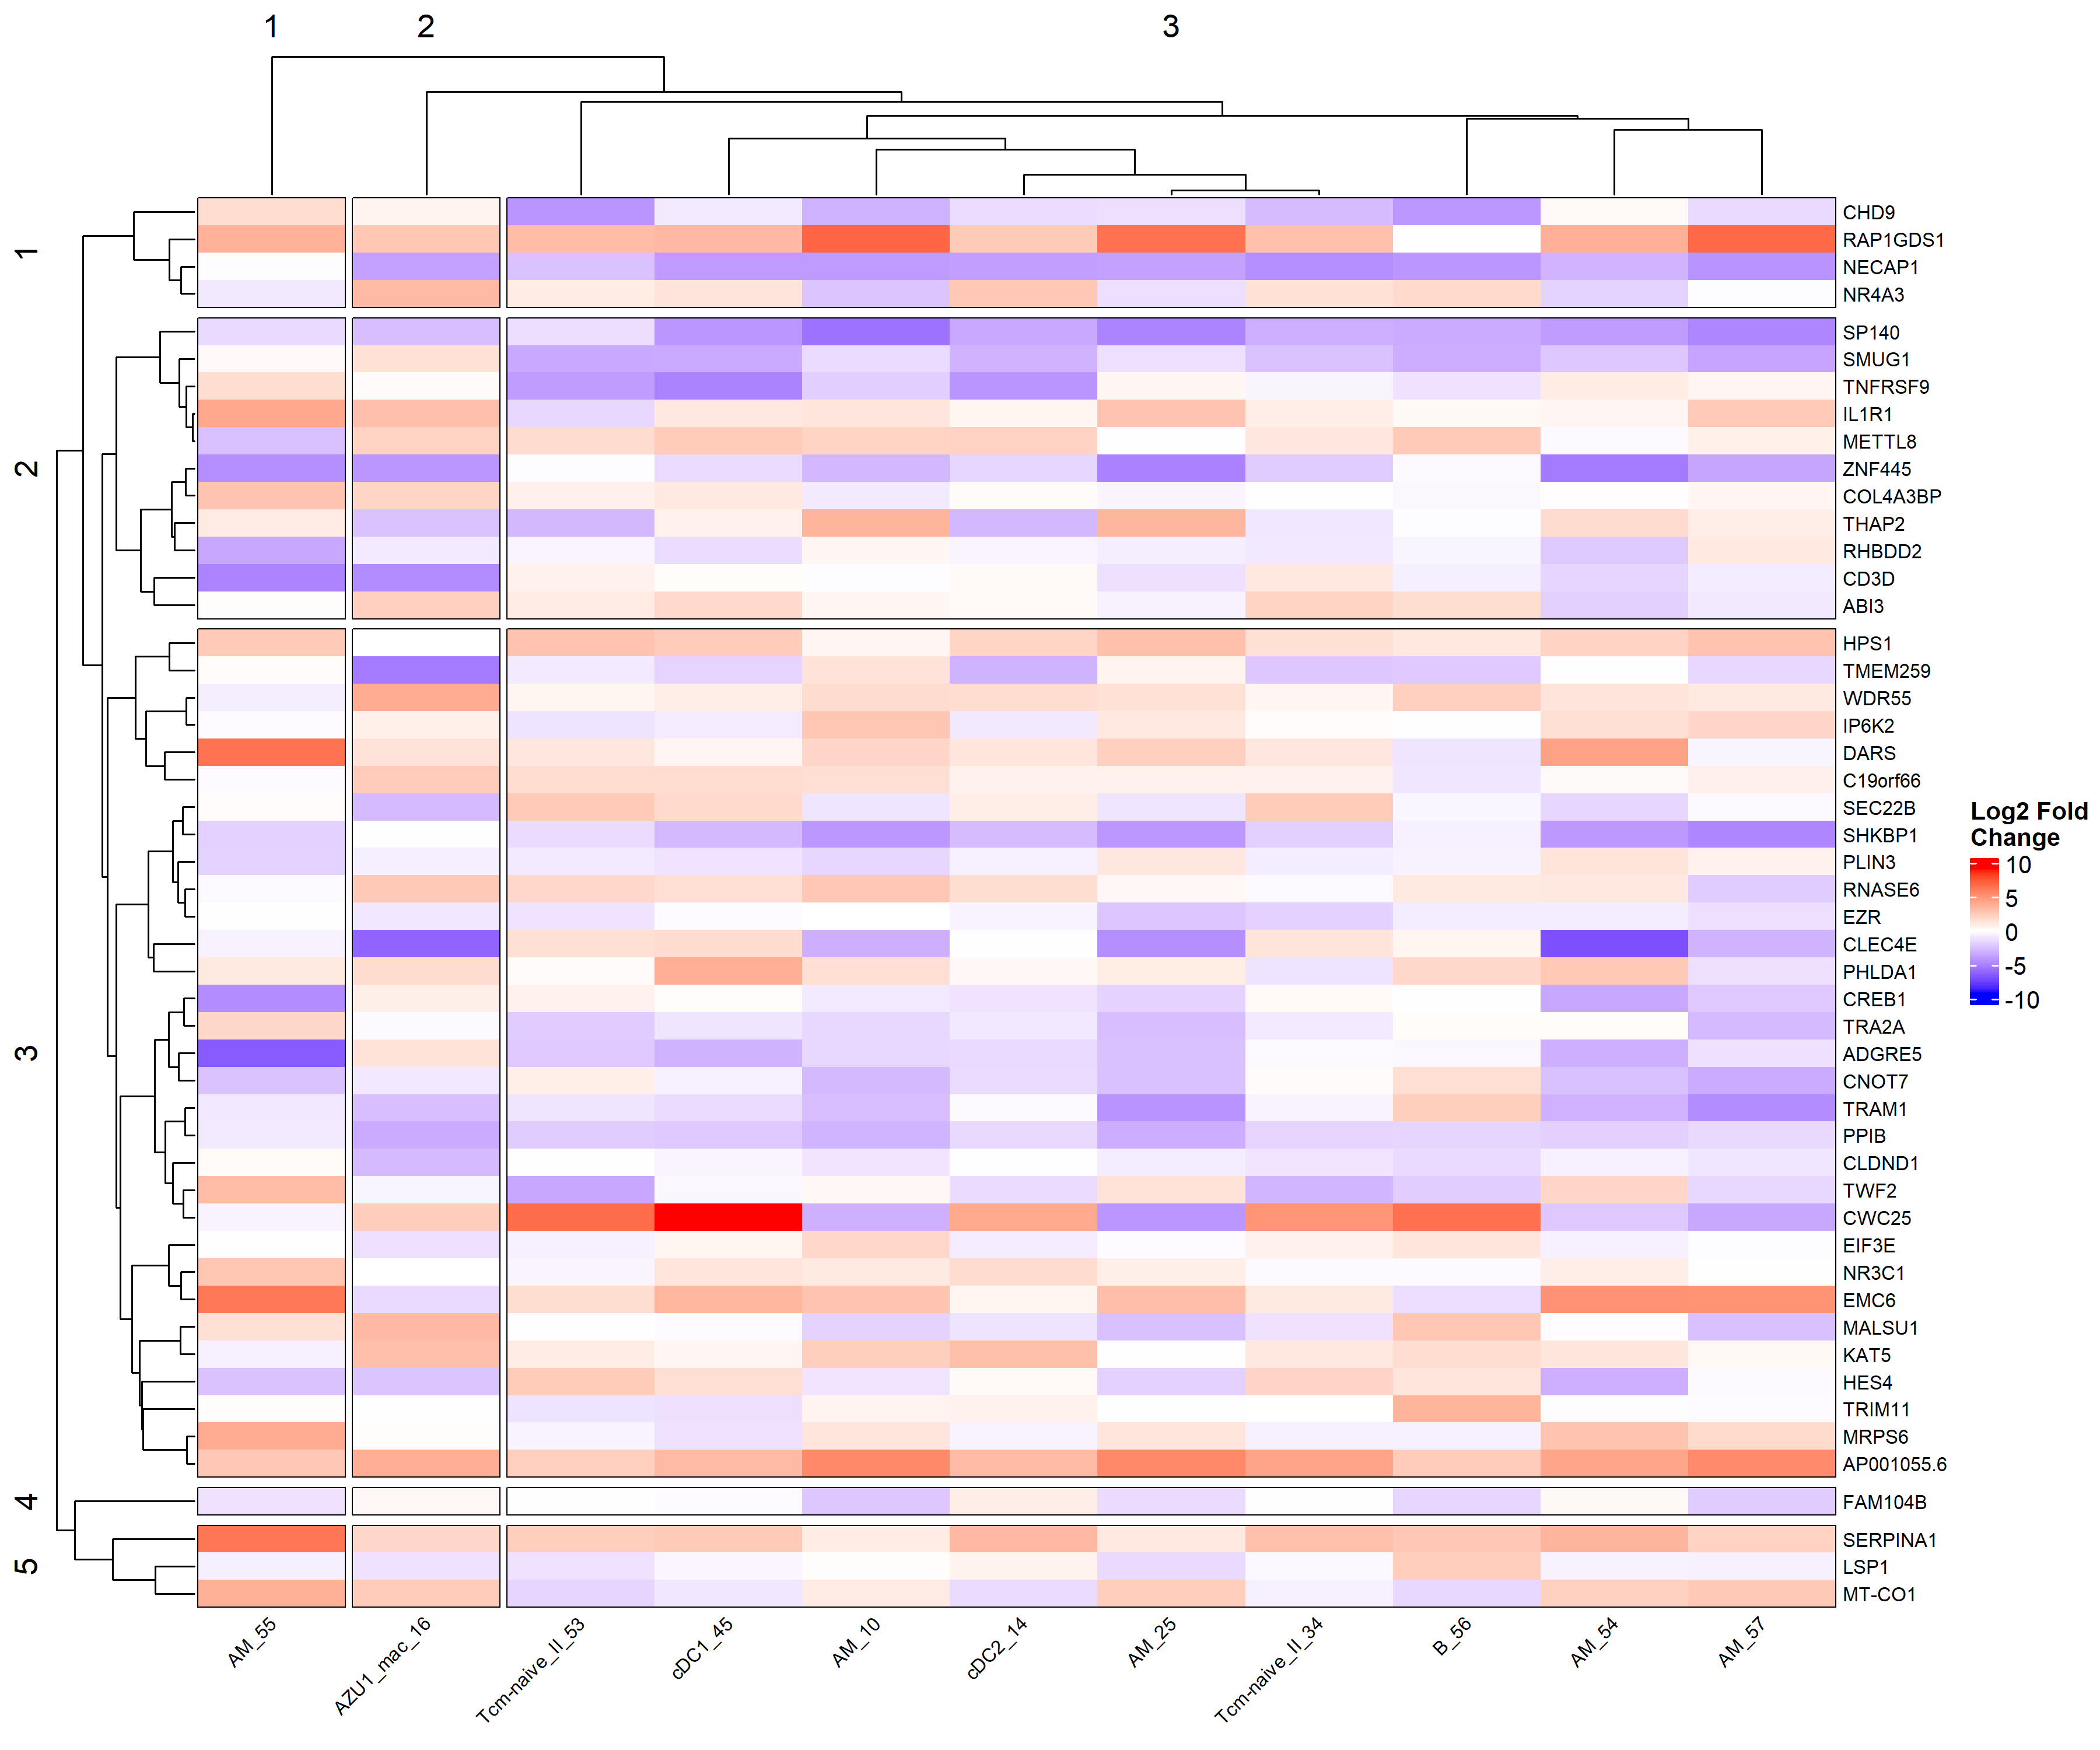 1 2 3
1
2
3
4
5
CHD9
RAP1GDS1
NECAP1
NR4A3
SP140
SMUG1
TNFRSF9
IL1R1
METTL8
ZNF445
COL4A3BP
THAP2
RHBDD2
CD3D
ABI3
HPS1
TMEM259
WDR55
IP6K2
DARS
C19orf66
SEC22B
SHKBP1
PLIN3
RNASE6
EZR
CLEC4E
PHLDA1
CREB1
TRA2A
ADGRE5
CNOT7
TRAM1
PPIB
CLDND1
TWF2
CWC25
EIF3E
NR3C1
EMC6
MALSU1
KAT5
HES4
TRIM11
MRPS6
AP001055.6
FAM104B
SERPINA1
LSP1
MT-CO1
Log2 Fold
Change
10
5
0
-5
-10
AM_55
AZU1_mac_16
Tcm-naive_II_53
cDC1_45
AM_10
cDC2_14
AM_25
Tcm-naive_II_34
B_56
AM_54
AM_57